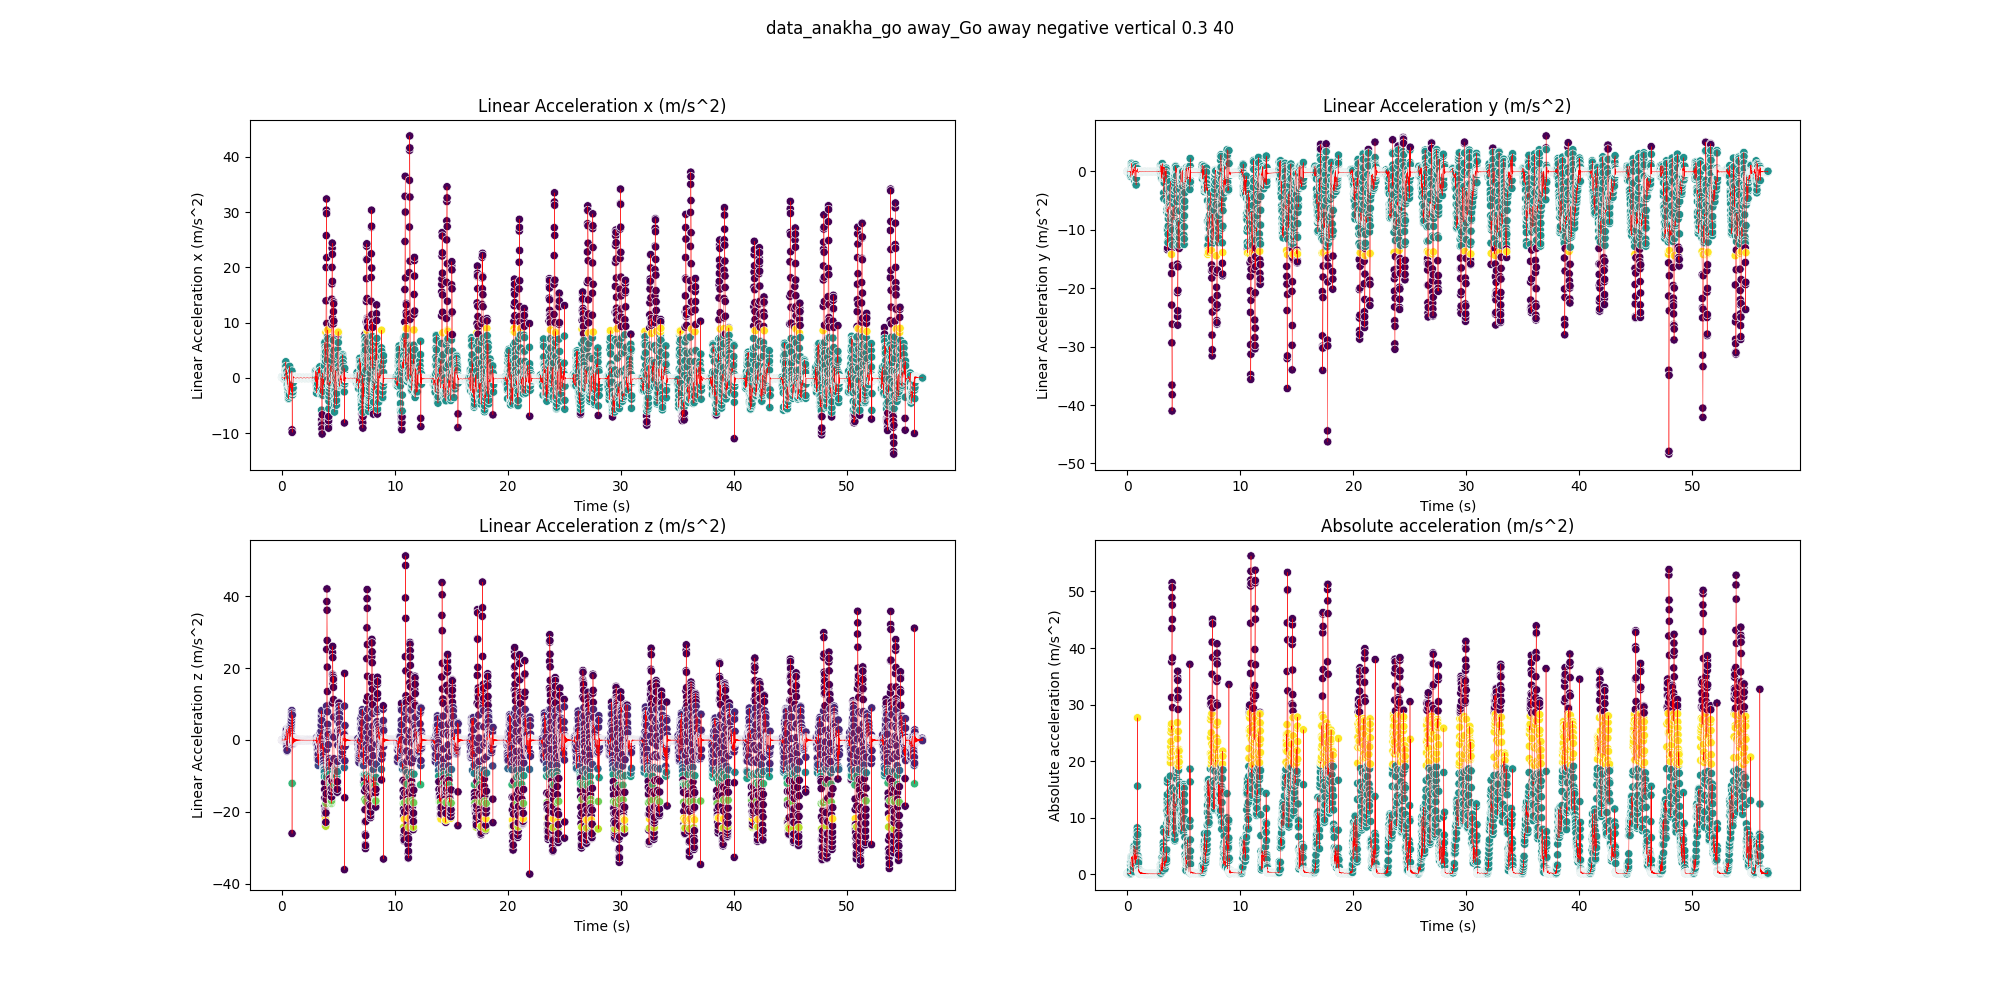 data_anakha_go away_Go away negative vertical 0.3 40
Linear Acceleration x (m/s^2)
Linear Acceleration x (m/s^2)
40
30
20
10
0
−10
0 10 20 30 40 50
Time (s)
Linear Acceleration y (m/s^2)
Linear Acceleration y (m/s^2)
0
−10
−20
−30
−40
−50
0 10 20 30 40 50
Time (s)
Linear Acceleration z (m/s^2)
Linear Acceleration z (m/s^2)
40
20
0
−20
−40
0 10 20 30 40 50
Time (s)
Absolute acceleration (m/s^2)
Absolute acceleration (m/s^2)
50
40
30
20
10
0
0 10 20 30 40 50
Time (s)